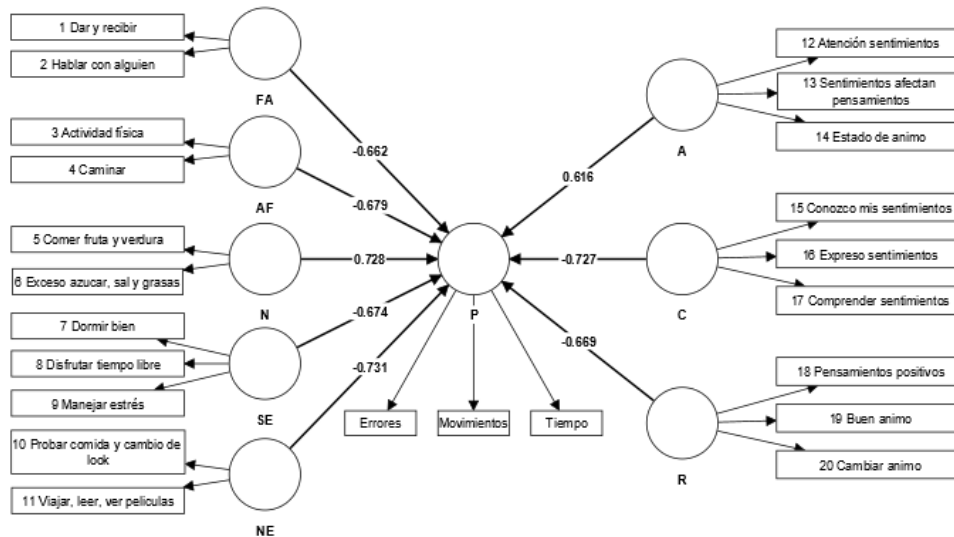 1 Dar y recibir
2 Hablar con alguien
FA
3 Actividad física
4 Caminar
AF
5 Comer fruta y verdura
6 Exceso azucar, sal y grasas
N
7 Dormir bien
8 Disfrutar tiempo libre
9 Manejar estrés
SE
10 Probar comida y cambio de
look
11 Viajar, leer, ver peliculas
NE
-0.662
-0.679
0.728
-0.674
-0.731
P
Errores
Movimientos
Tiempo
0.616
-0.727
-0.669
12 Atención sentimientos
13 Sentimientos afectan
pensamientos
14 Estado de animo
A
15 Conozco mis sentimientos
16 Expreso sentimientos
17 Comprender sentimientos
C
18 Pensamientos positivos
19 Buen animo
20 Cambiar animo
R